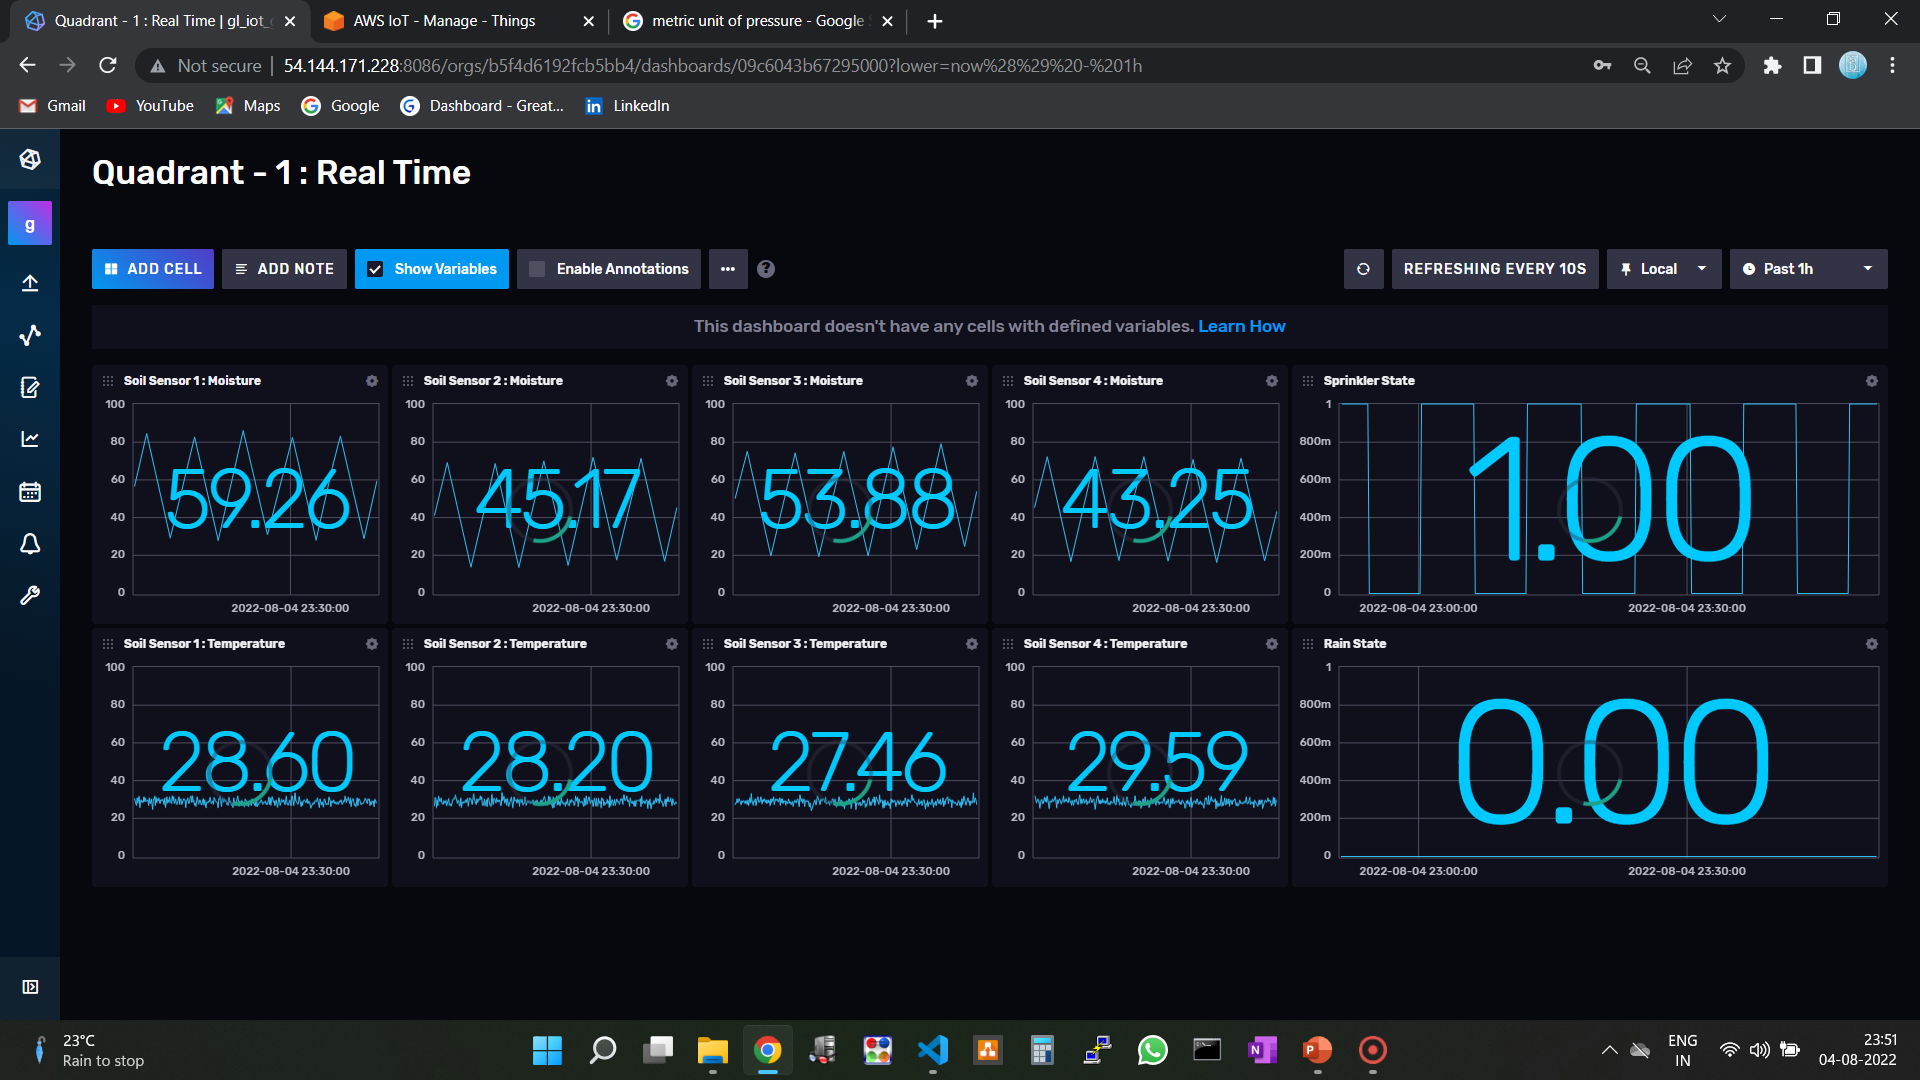 Quadrant - 1 : Real Time | gl_iot_
AWS IoT - Manage - Things
metric unit of pressure - Google
Not secure
54.144.171.228:8086/orgs/b5f4d6192fcb5bb4/dashboards/09c6043b67295000?lower=now%28%29%20-%201h
Gmail
YouTube
Maps
Google
Dashboard - Great...
LinkedIn
Quadrant - 1 : Real Time
g
ADD CELL
ADD NOTE
Show Variables
Enable Annotations
?
REFRESHING EVERY 10S
Local
Past 1h
This dashboard doesn't have any cells with defined variables. Learn How
Soil Sensor 1 : Moisture
100
80
60
40
20
0
59.26
2022-08-04 23:30:00
Soil Sensor 2 : Moisture
100
80
60
40
20
0
45.17
2022-08-04 23:30:00
Soil Sensor 3 : Moisture
100
80
60
40
20
0
53.88
2022-08-04 23:30:00
Soil Sensor 4 : Moisture
100
80
60
40
20
0
43.25
2022-08-04 23:30:00
Sprinkler State
1
800m
600m
400m
200m
0
1.00
2022-08-04 23:00:00
2022-08-04 23:30:00
Soil Sensor 1 : Temperature
100
80
60
40
20
0
28.60
2022-08-04 23:30:00
Soil Sensor 2 : Temperature
100
80
60
40
20
0
28.20
2022-08-04 23:30:00
Soil Sensor 3 : Temperature
100
80
60
40
20
0
27.46
2022-08-04 23:30:00
Soil Sensor 4 : Temperature
100
80
60
40
20
0
29.59
2022-08-04 23:30:00
Rain State
1
800m
600m
400m
200m
0
0.00
2022-08-04 23:00:00
2022-08-04 23:30:00
23°C
Rain to stop
ENG
IN
23:51
04-08-2022